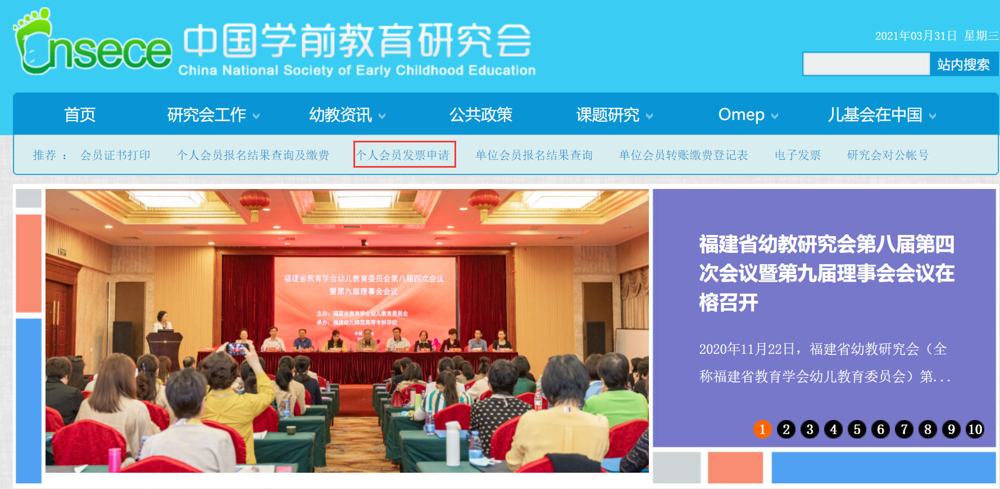 Cnsece
中国学前教育研究会
China National Society of Early Childhood Education
2021年03月31日 星期三
站内搜索
首页 研究会工作 幼教资讯 公共政策 课题研究 Omep 儿基会在中国
推荐 ： 会员证书打印 个人会员报名结果查询及缴费 个人会员发票申请 单位会员报名结果查询 单位会员转账缴费登记表 电子发票 研究会对公帐号
福建省教育学会幼儿教育委员会第八届四次会议
暨第九届理事会会议
主办：福建省教育学会幼儿教育委员会
承办：福建幼儿师范高等专科学校
福建省幼教研究会第八届第四
次会议暨第九届理事会会议在
榕召开
2020年11月22日，福建省幼教研究会（全
称福建省教育学会幼儿教育委员会）第...
1 2 3 4 5 6 7 8 9 10